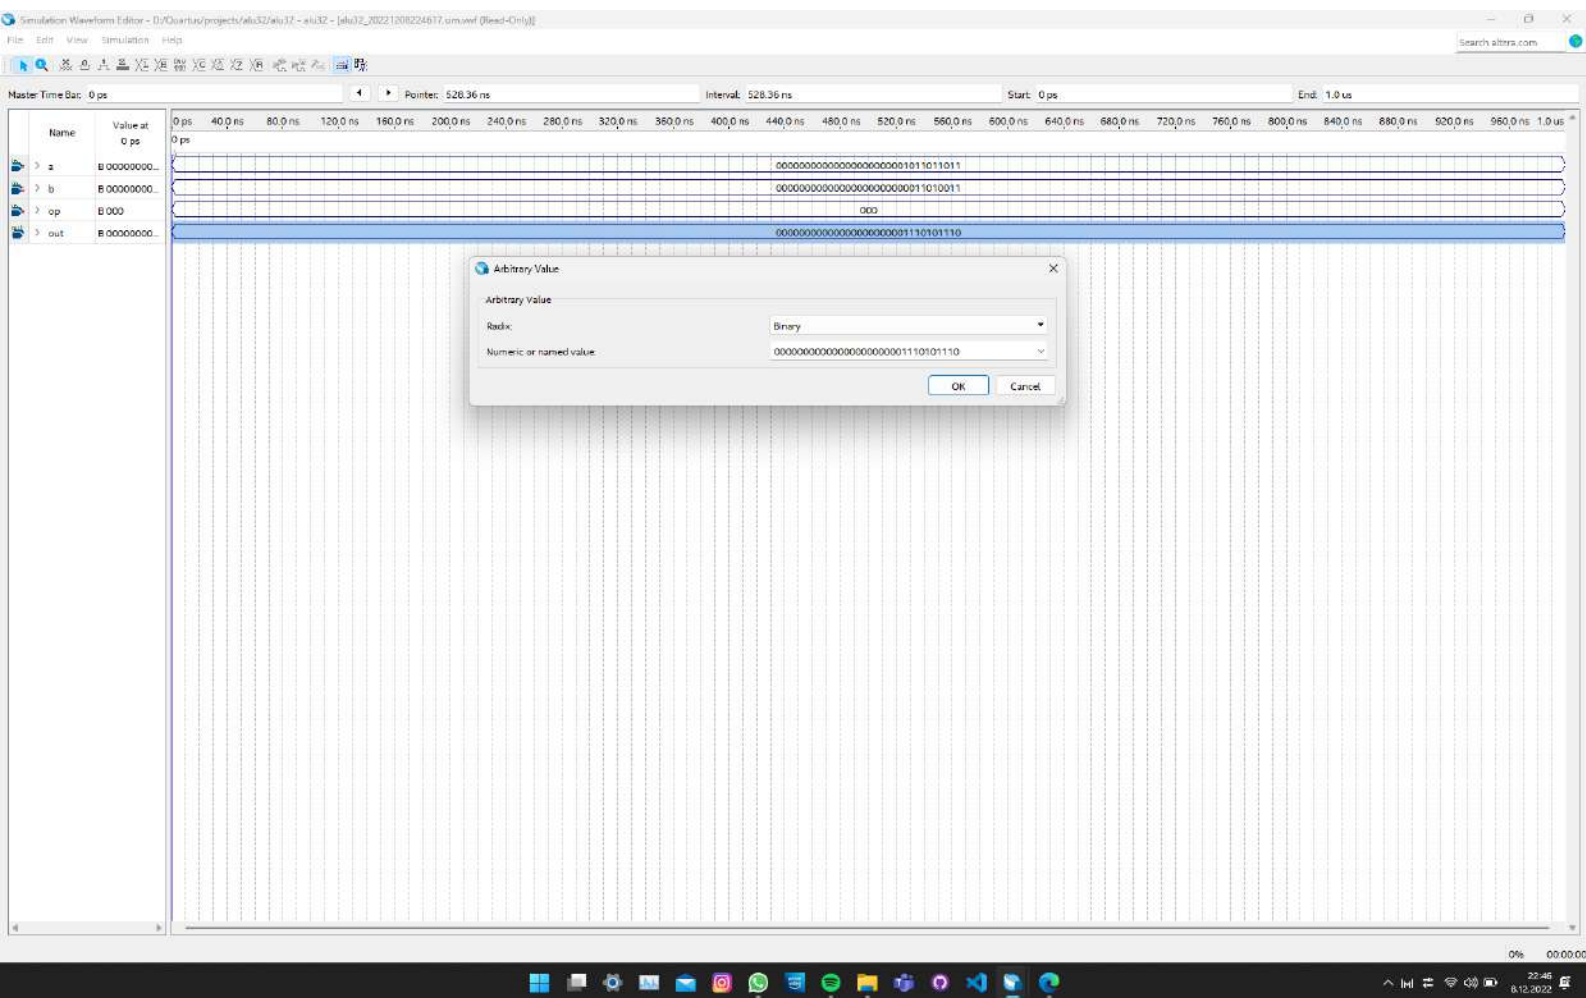 Simulation Waveform Editor - D:/Quartus/projects/alu32/alu32 - alu32 - [alu32_20221208224617.sim.vwf (Read-Only)]
File Edit View Simulation Help
Search altera.com
Master Time Bar: 0 ps Pointer: 528.36 ns Interval: 528.36 ns Start: 0 ps End: 1.0 us
Name Value at 0 ps
0 ps 40.0 ns 80.0 ns 120.0 ns 160.0 ns 200.0 ns 240.0 ns 280.0 ns 320.0 ns 360.0 ns 400.0 ns 440.0 ns 480.0 ns 520.0 ns 560.0 ns 600.0 ns 640.0 ns 680.0 ns 720.0 ns 760.0 ns 800.0 ns 840.0 ns 880.0 ns 920.0 ns 960.0 ns 1.0 us
0 ps
a B 00000000... 00000000000000000000001011011011
b B 00000000... 00000000000000000000000011010011
op B 000 000
out B 00000000... 00000000000000000000001110101110
Arbitrary Value
Arbitrary Value
Radix: Binary
Numeric or named value: 00000000000000000000001110101110
OK Cancel
0% 00:00:00
22:46
8.12.2022